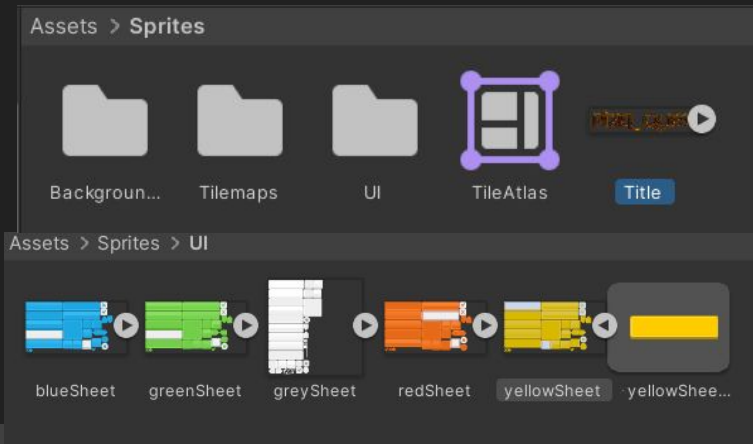 Assets > Sprites
Backgroun... Tilemaps UI TileAtlas Title
Assets > Sprites > UI
blueSheet greenSheet greySheet redSheet yellowSheet yellowShee...